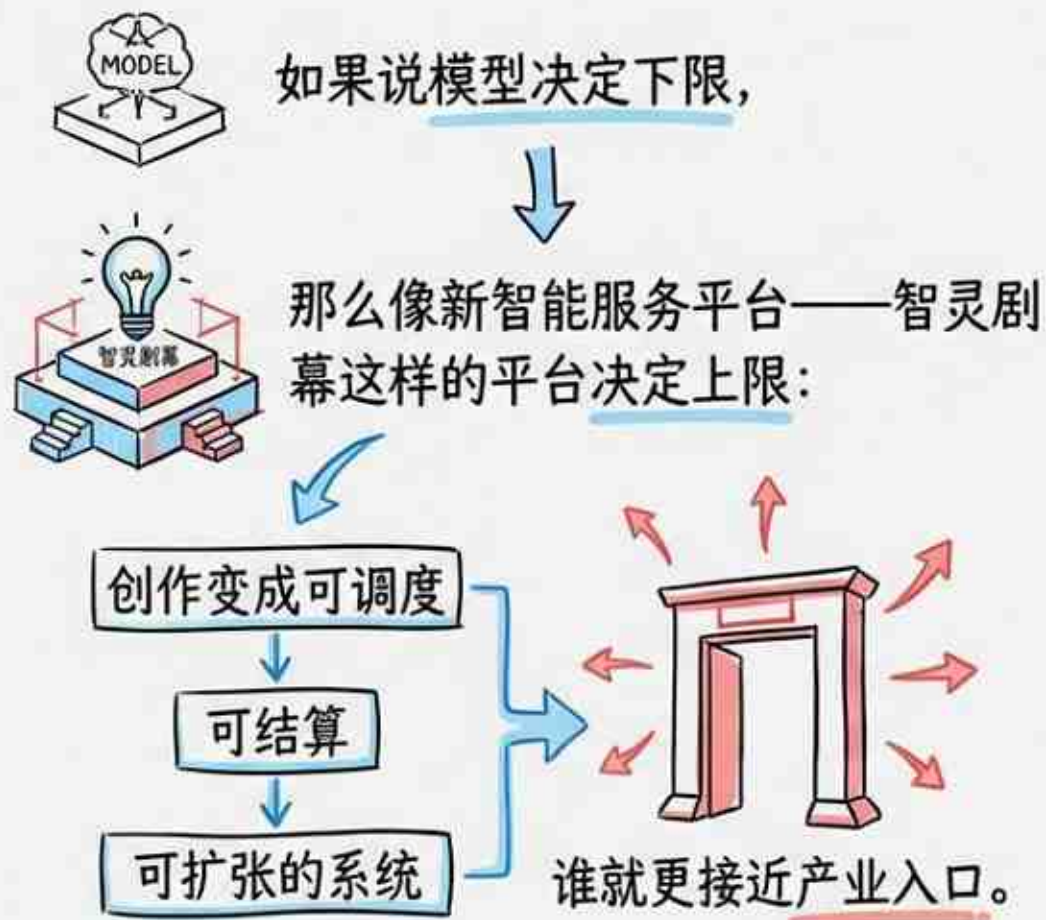 MODEL
如果说模型决定下限，
智灵剧幕
那么像新智能服务平台——智灵剧
幕这样的平台决定上限：
创作变成可调度
可结算
可扩张的系统
谁就更接近产业入口。